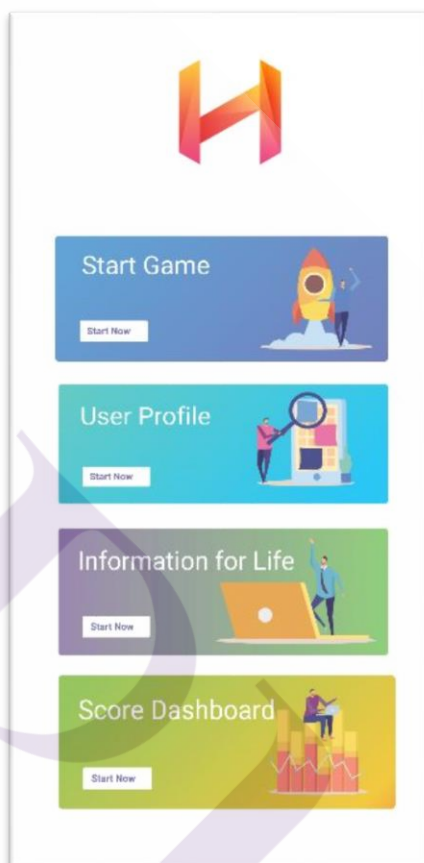 Start Game
Start Now
User Profile
Start Now
Information for Life
Start Now
Score Dashboard
Start Now